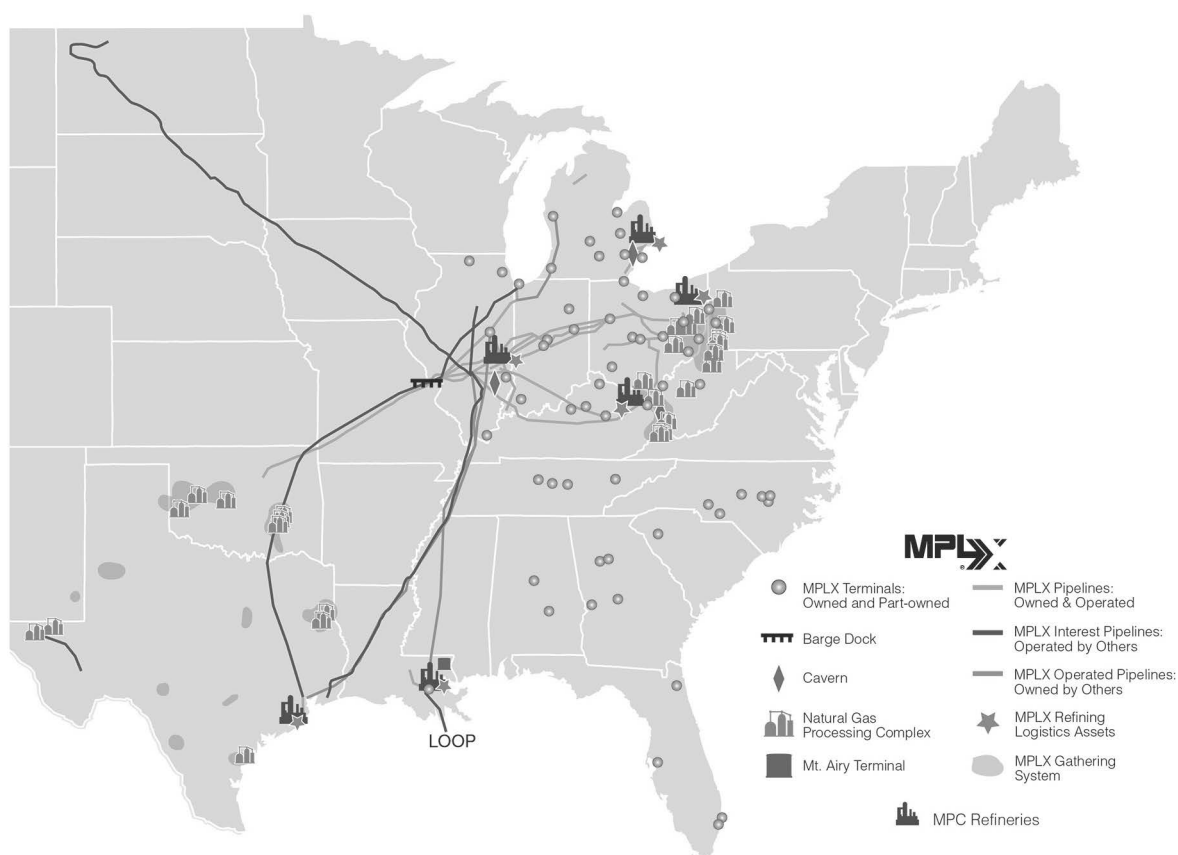 LOOP
MPLX
®
MPLX Terminals:
Owned and Part-owned
Barge Dock
Cavern
Natural Gas
Processing Complex
Mt. Airy Terminal
MPLX Pipelines:
Owned & Operated
MPLX Interest Pipelines:
Operated by Others
MPLX Operated Pipelines:
Owned by Others
MPLX Refining
Logistics Assets
MPLX Gathering
System
MPC Refineries